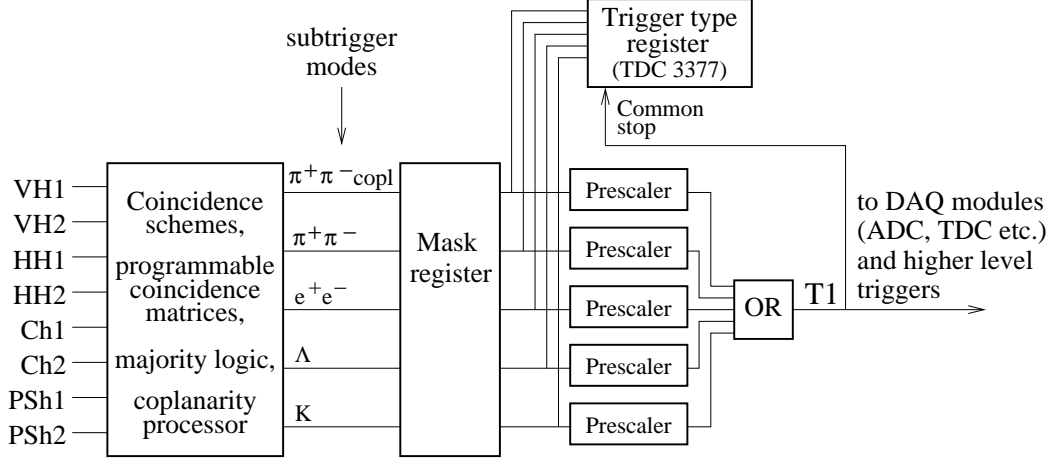 subtrigger
modes
Trigger type
register
(TDC 3377)
Common
stop
VH1
VH2
HH1
HH2
Ch1
Ch2
PSh1
PSh2
Coincidence
schemes,
programmable
coincidence
matrices,
majority logic,
coplanarity
processor
π⁺π⁻copl
π⁺π⁻
e⁺e⁻
Λ
K
Mask
register
Prescaler
Prescaler
Prescaler
Prescaler
Prescaler
OR
T1
to DAQ modules
(ADC, TDC etc.)
and higher level
triggers